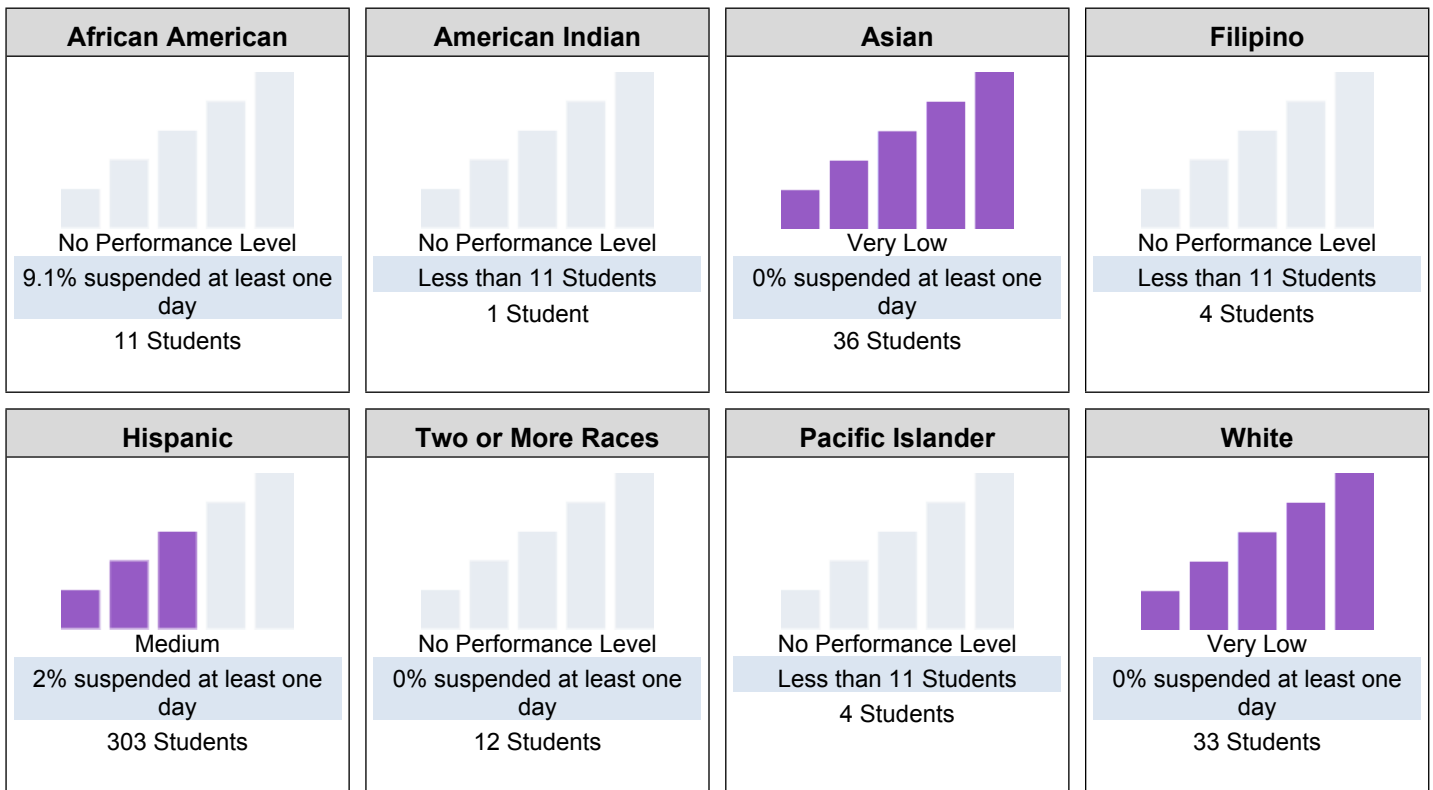 African American
No Performance Level
9.1% suspended at least one
day
11 Students
American Indian
No Performance Level
Less than 11 Students
1 Student
Asian
Very Low
0% suspended at least one
day
36 Students
Filipino
No Performance Level
Less than 11 Students
4 Students
Hispanic
Medium
2% suspended at least one
day
303 Students
Two or More Races
No Performance Level
0% suspended at least one
day
12 Students
Pacific Islander
No Performance Level
Less than 11 Students
4 Students
White
Very Low
0% suspended at least one
day
33 Students